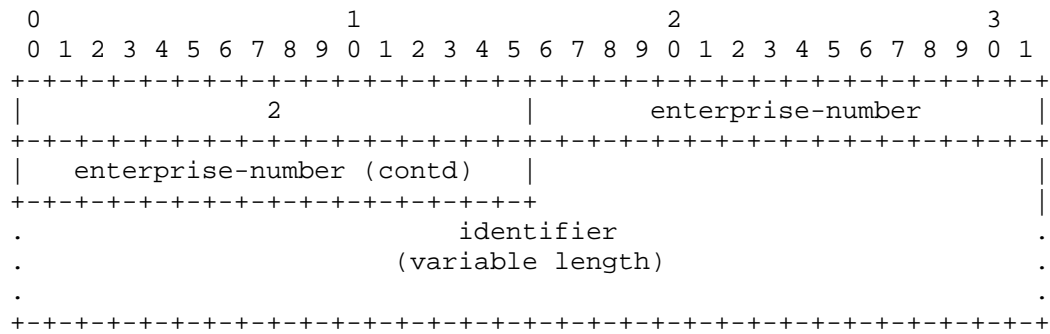 0                   1                   2                   3
 0 1 2 3 4 5 6 7 8 9 0 1 2 3 4 5 6 7 8 9 0 1 2 3 4 5 6 7 8 9 0 1
+-+-+-+-+-+-+-+-+-+-+-+-+-+-+-+-+-+-+-+-+-+-+-+-+-+-+-+-+-+-+-+-+
|               2               |       enterprise-number       |
+-+-+-+-+-+-+-+-+-+-+-+-+-+-+-+-+-+-+-+-+-+-+-+-+-+-+-+-+-+-+-+-+
|   enterprise-number (contd)   |                               |
+-+-+-+-+-+-+-+-+-+-+-+-+-+-+-+-+                               |
.                           identifier                          .
.                       (variable length)                       .
.                                                               .
+-+-+-+-+-+-+-+-+-+-+-+-+-+-+-+-+-+-+-+-+-+-+-+-+-+-+-+-+-+-+-+-+